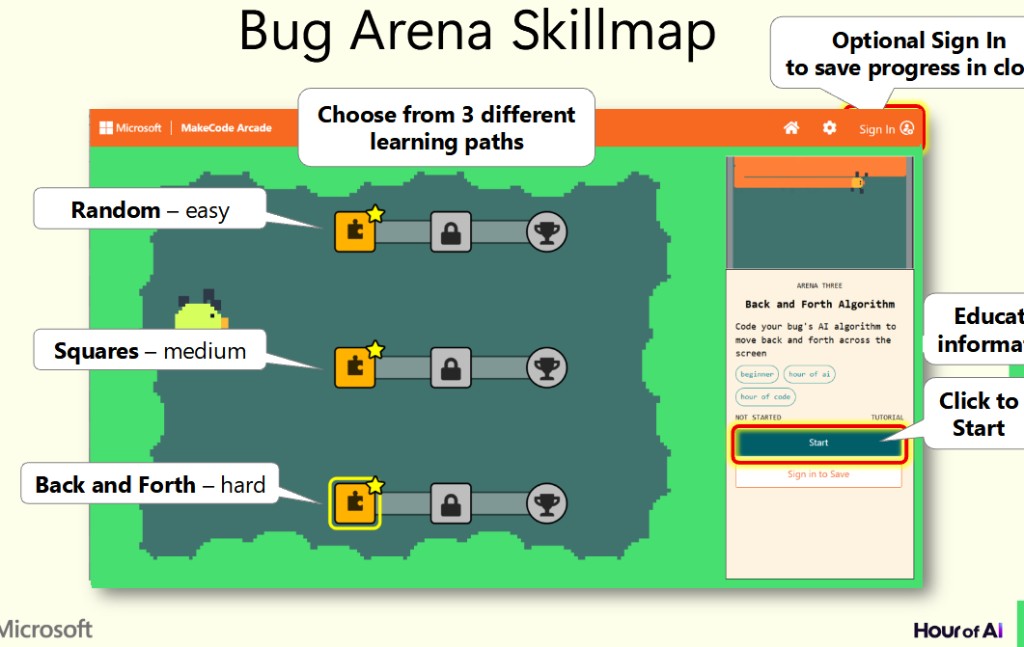 Bug Arena Skillmap
Optional Sign In
to save progress in clo
Choose from 3 different
learning paths
Microsoft | MakeCode Arcade
Sign In
Random – easy
Squares – medium
Back and Forth – hard
ARENA THREE
Back and Forth Algorithm
Code your bug's AI algorithm to
move back and forth across the
screen
beginner
hour of ai
hour of code
NOT STARTED
TUTORIAL
Start
Sign in to Save
Educat
informat
Click to
Start
Microsoft
Hour of AI